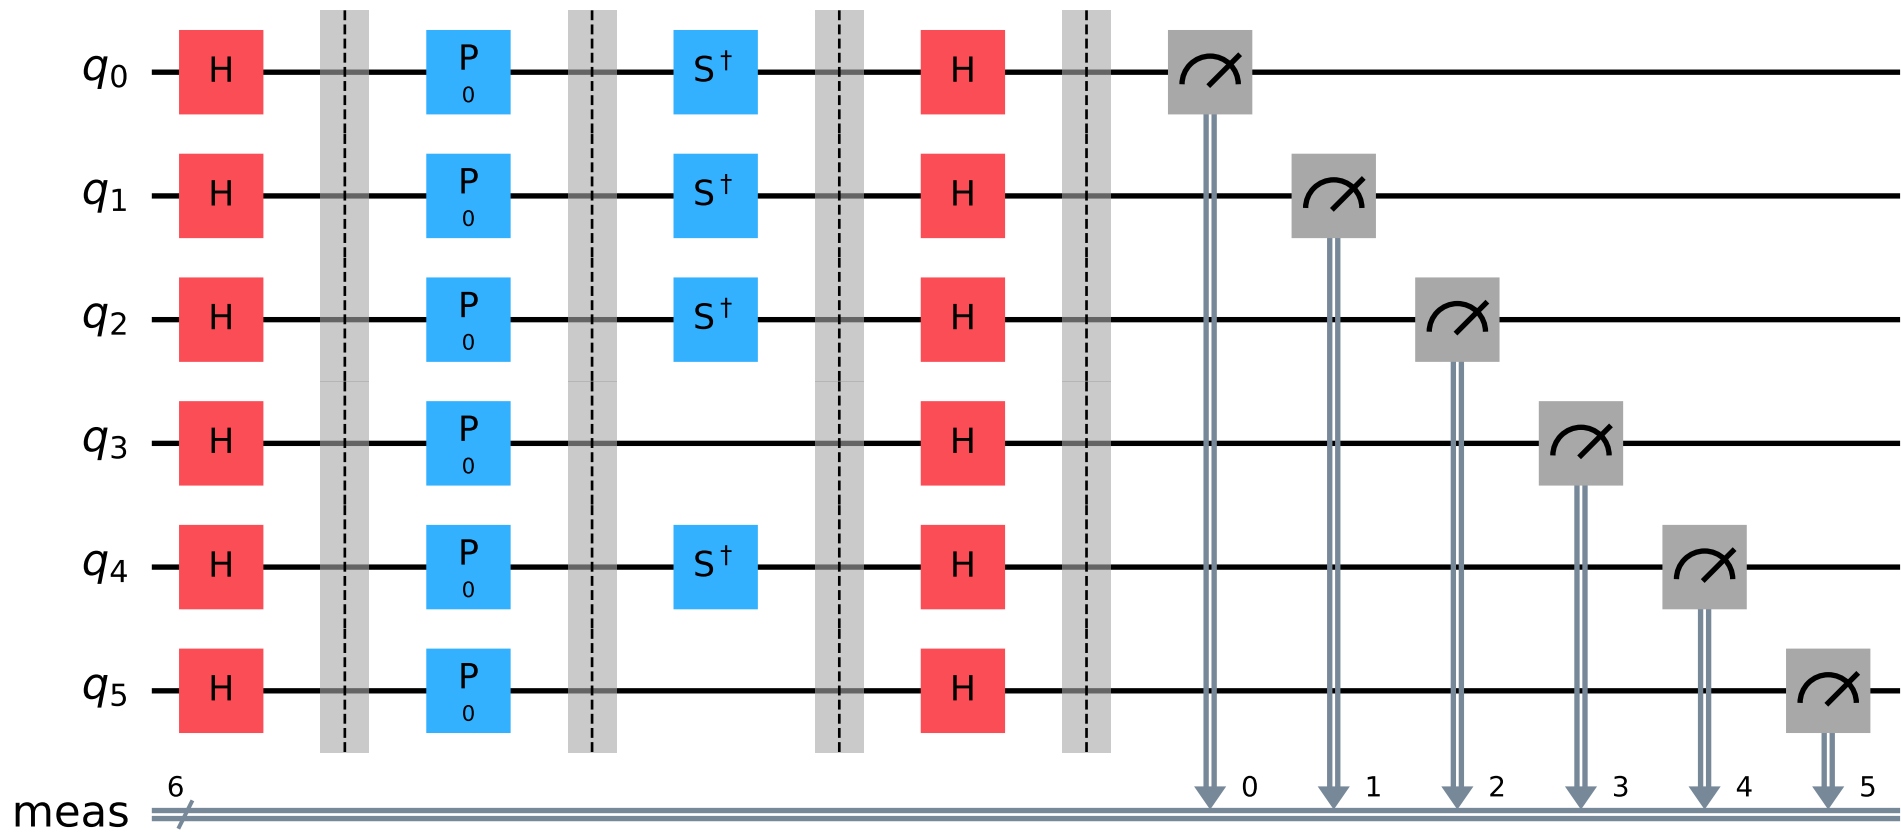 q0 H P 0 S† H
q1 H P 0 S† H
q2 H P 0 S† H
q3 H P 0 H
q4 H P 0 S† H
q5 H P 0 H
6 0 1 2 3 4 5
meas